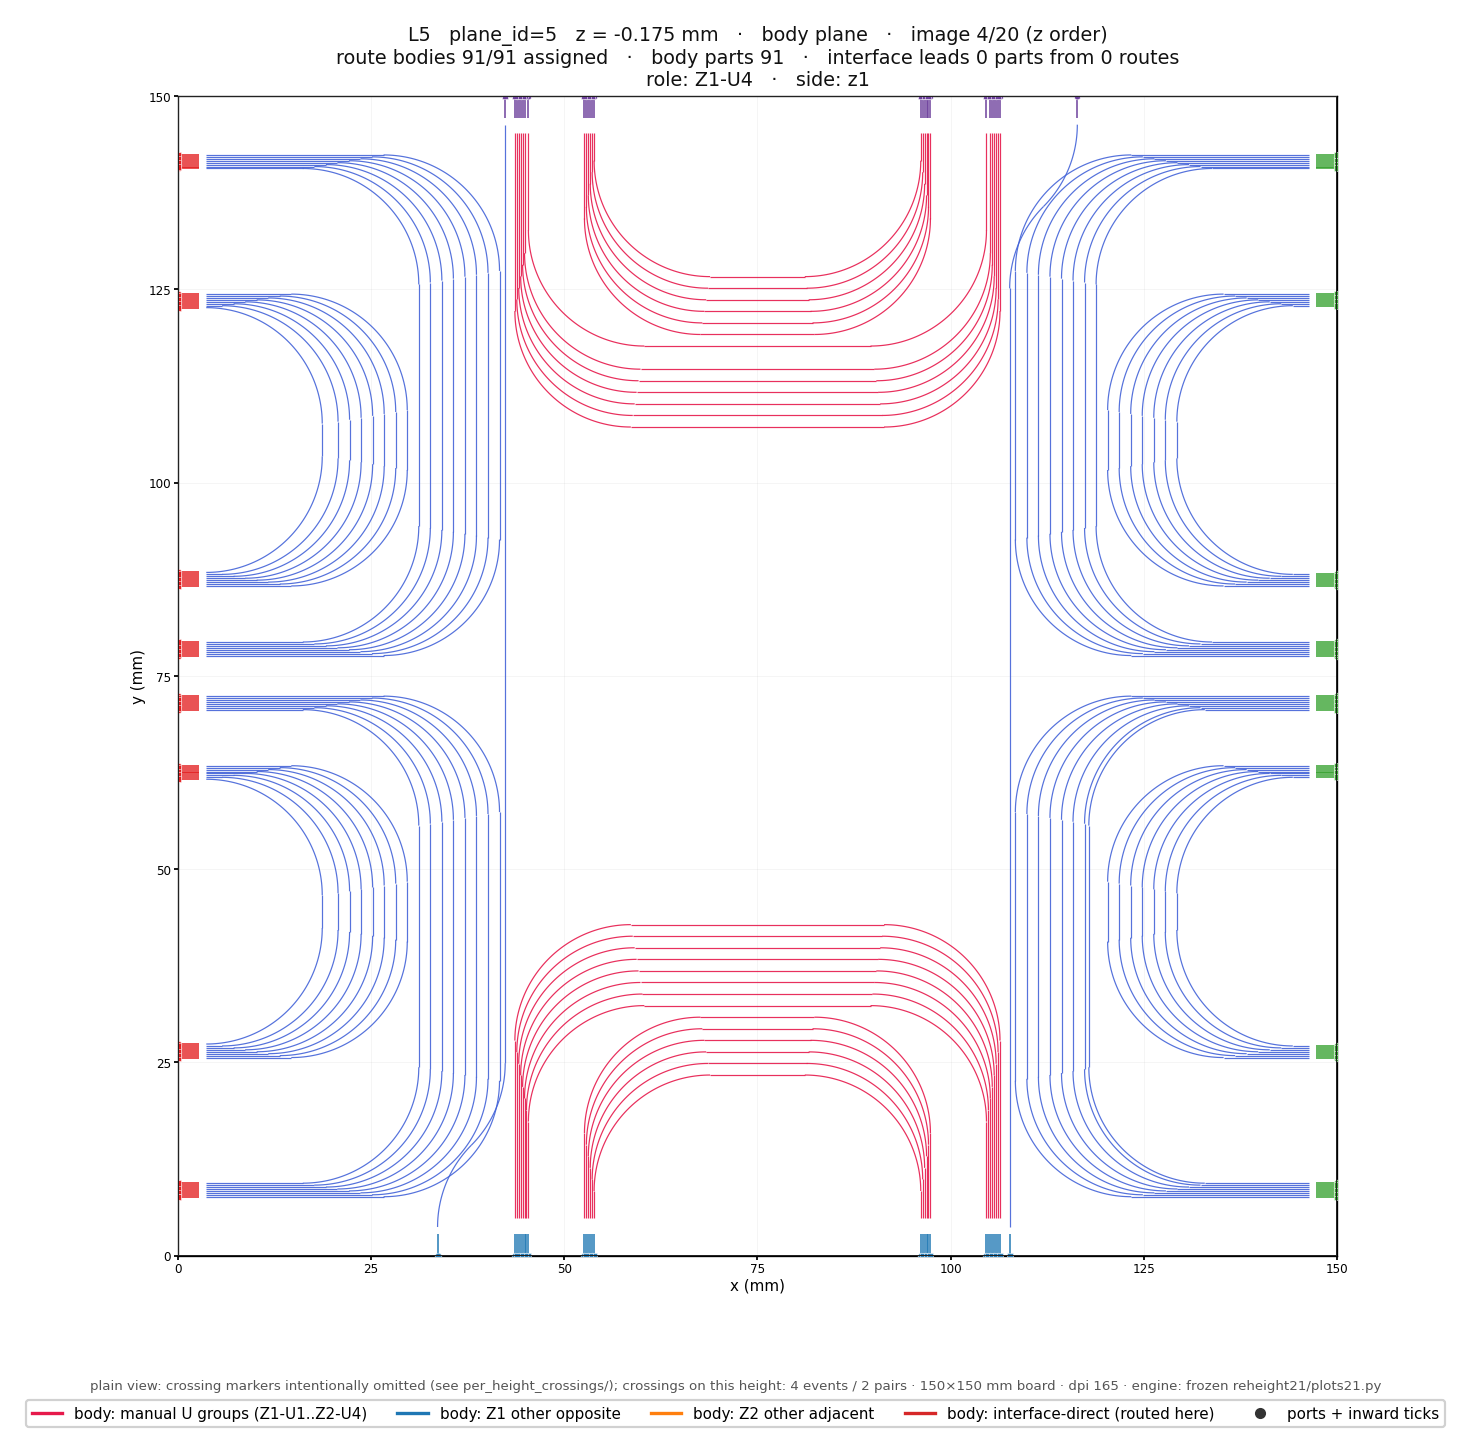 L5   plane_id=5   z = -0.175 mm   ·   body plane   ·   image 4/20 (z order)
route bodies 91/91 assigned   ·   body parts 91   ·   interface leads 0 parts from 0 routes
role: Z1-U4   ·   side: z1
150
125
100
75
50
25
0
y (mm)
0 25 50 75 100 125 150
x (mm)
plain view: crossing markers intentionally omitted (see per_height_crossings/); crossings on this height: 4 events / 2 pairs · 150×150 mm board · dpi 165 · engine: frozen reheight21/plots21.py
body: manual U groups (Z1-U1..Z2-U4) body: Z1 other opposite body: Z2 other adjacent body: interface-direct (routed here) ports + inward ticks